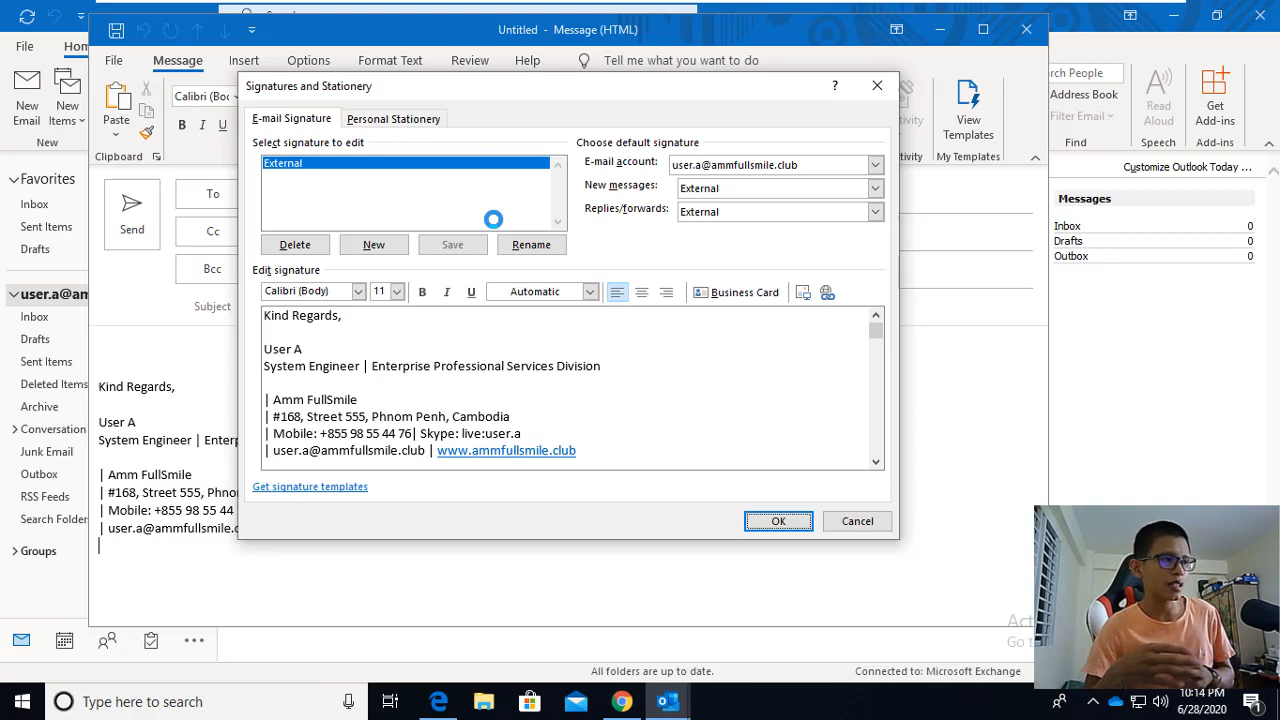 Untitled - Message (HTML)
File Message Insert Options Format Text Review Help Tell me what you want to do
File
New Email
New Items
New
Paste
Clipboard
Calibri (Boc
B I U
View Templates
My Templates
ch People
Address Book
Find
Read Aloud
Speech
Get Add-ins
Add-ins
Customize Outlook Today ...
Messages
Inbox 0
Drafts 0
Outbox 0
Favorites
Inbox
Sent Items
Drafts
user.a@am
Inbox
Drafts
Sent Items
Deleted Items
Archive
Conversation
Junk Email
Outbox
RSS Feeds
Search Folder
Groups
Send
To
Cc
Bcc
Subject
Kind Regards,
User A
System Engineer | Enterp
| Amm FullSmile
| #168, Street 555, Phno
| Mobile: +855 98 55 44
| user.a@ammfullsmile.c
Signatures and Stationery
E-mail Signature Personal Stationery
Select signature to edit
External
Delete New Save Rename
Choose default signature
E-mail account: user.a@ammfullsmile.club
New messages: External
Replies/forwards: External
Edit signature
Calibri (Body) 11 B I U Automatic Business Card
Kind Regards,
User A
System Engineer | Enterprise Professional Services Division
| Amm FullSmile
| #168, Street 555, Phnom Penh, Cambodia
| Mobile: +855 98 55 44 76| Skype: live:user.a
| user.a@ammfullsmile.club | www.ammfullsmile.club
Get signature templates
OK Cancel
All folders are up to date. Connected to: Microsoft Exchange
Type here to search
10:14 PM
6/28/2020
1